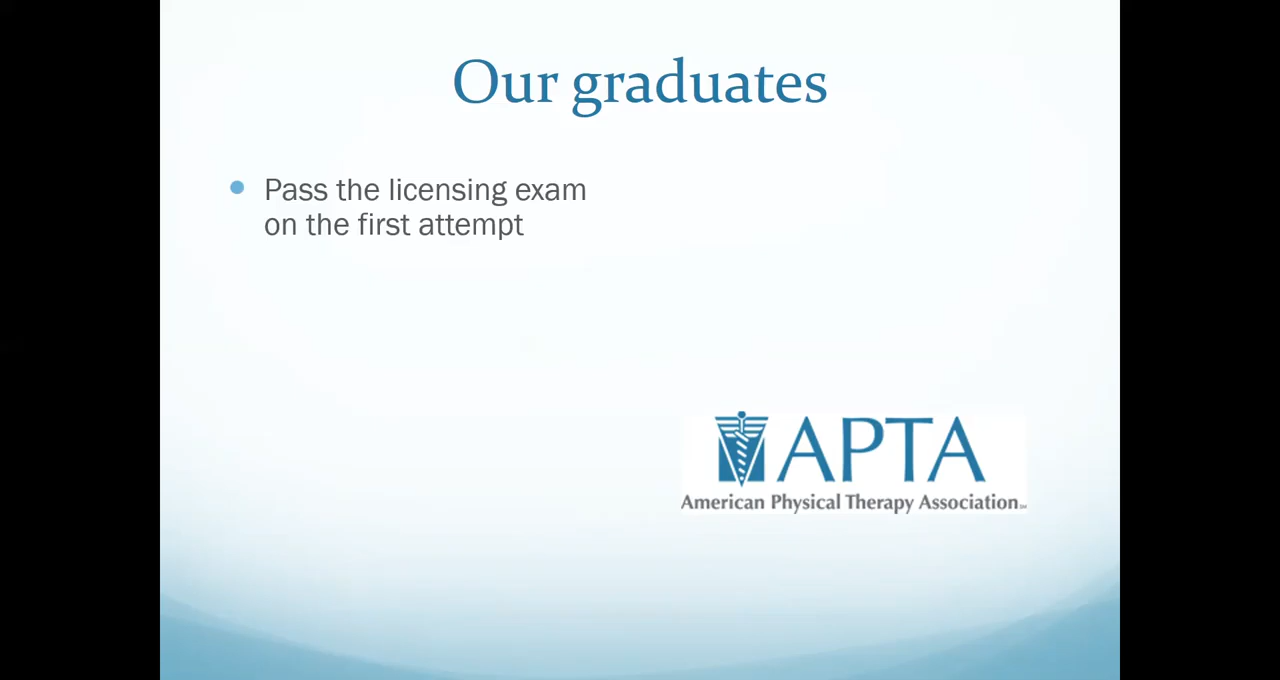 Our graduates
Pass the licensing exam
on the first attempt
APTA
American Physical Therapy Association